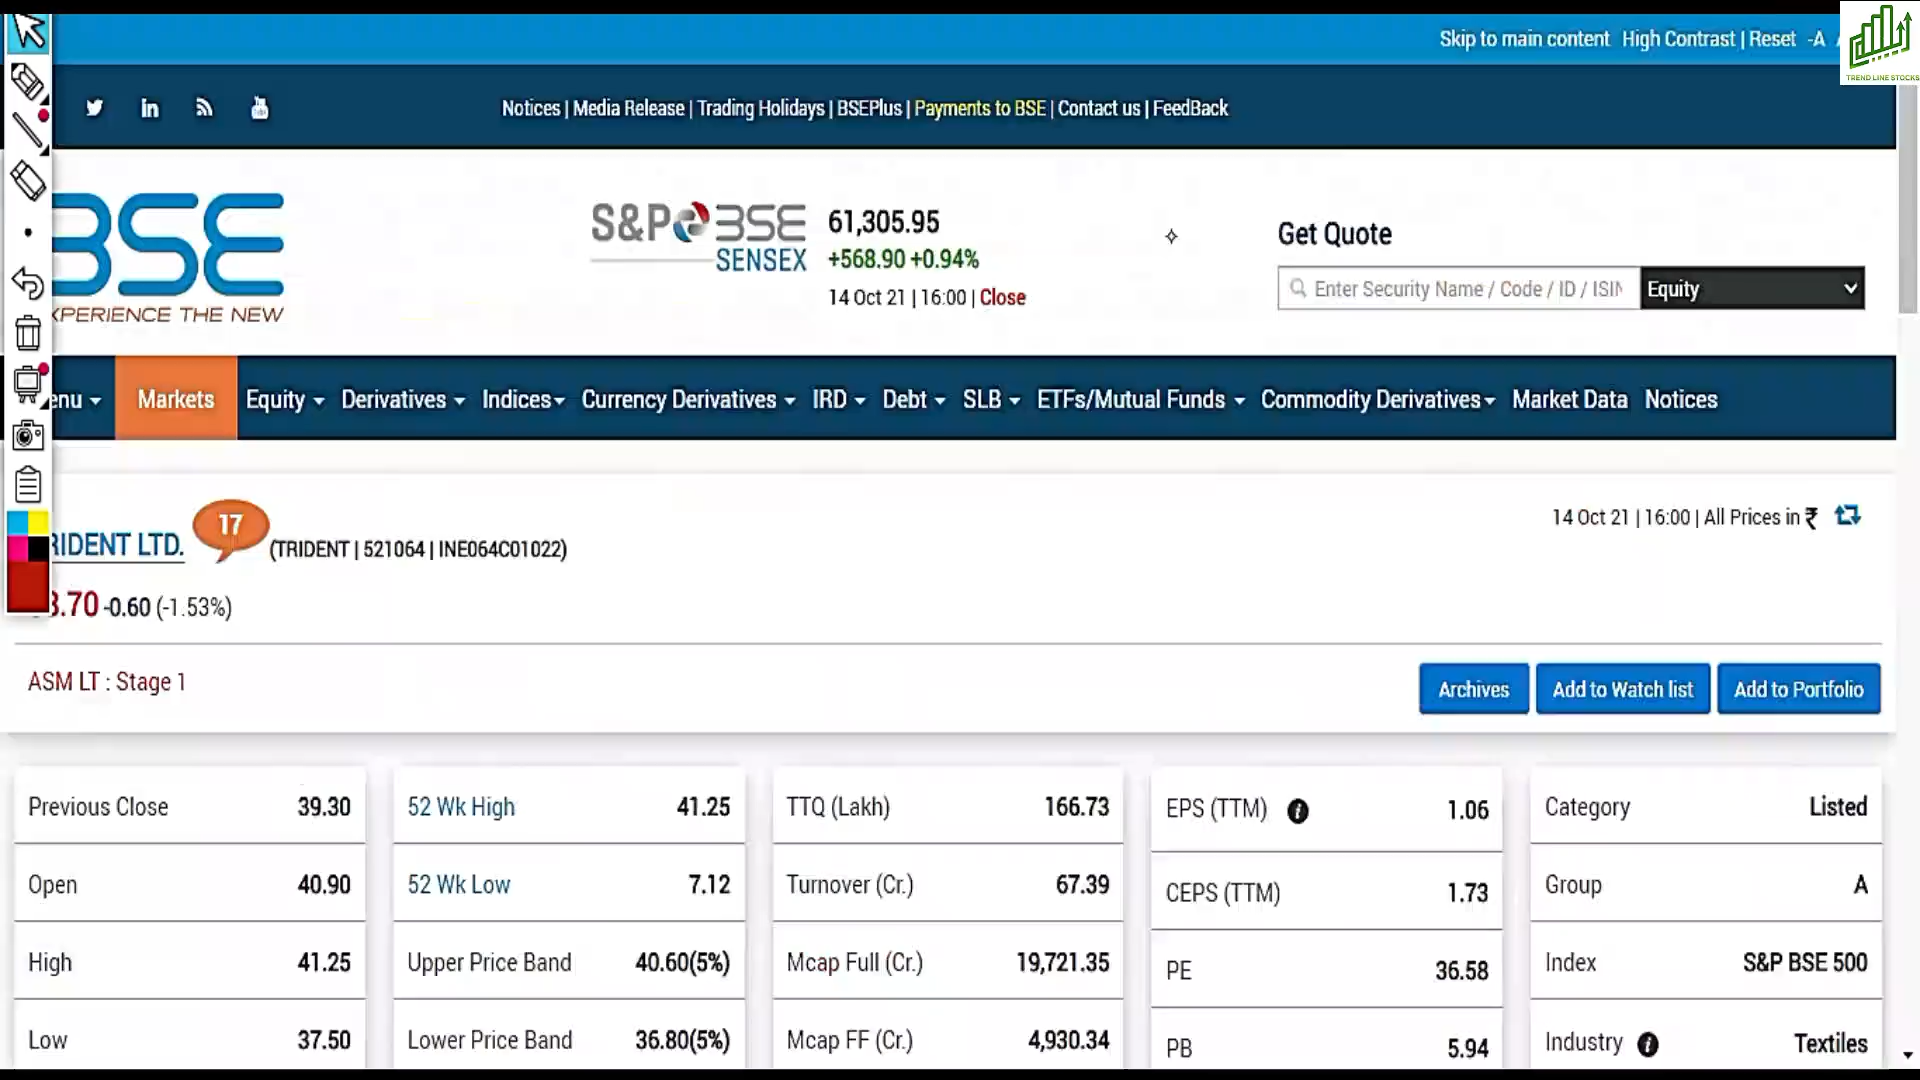 Skip to main content High Contrast | Reset -A
TREND LINE STOCKS
Notices | Media Release | Trading Holidays | BSEPlus | Payments to BSE | Contact us | FeedBack
BSE
XPERIENCE THE NEW
S&P BSE
SENSEX
61,305.95
+568.90 +0.94%
14 Oct 21 | 16:00 | Close
Get Quote
Enter Security Name / Code / ID / ISIN
Equity
enu
Markets
Equity
Derivatives
Indices
Currency Derivatives
IRD
Debt
SLB
ETFs/Mutual Funds
Commodity Derivatives
Market Data
Notices
RIDENT LTD.
17
(TRIDENT | 521064 | INE064C01022)
14 Oct 21 | 16:00 | All Prices in ₹
8.70 -0.60 (-1.53%)
ASM LT : Stage 1
Archives
Add to Watch list
Add to Portfolio
Previous Close 39.30
Open 40.90
High 41.25
Low 37.50
52 Wk High 41.25
52 Wk Low 7.12
Upper Price Band 40.60(5%)
Lower Price Band 36.80(5%)
TTQ (Lakh) 166.73
Turnover (Cr.) 67.39
Mcap Full (Cr.) 19,721.35
Mcap FF (Cr.) 4,930.34
EPS (TTM) 1.06
CEPS (TTM) 1.73
PE 36.58
PB 5.94
Category Listed
Group A
Index S&P BSE 500
Industry Textiles